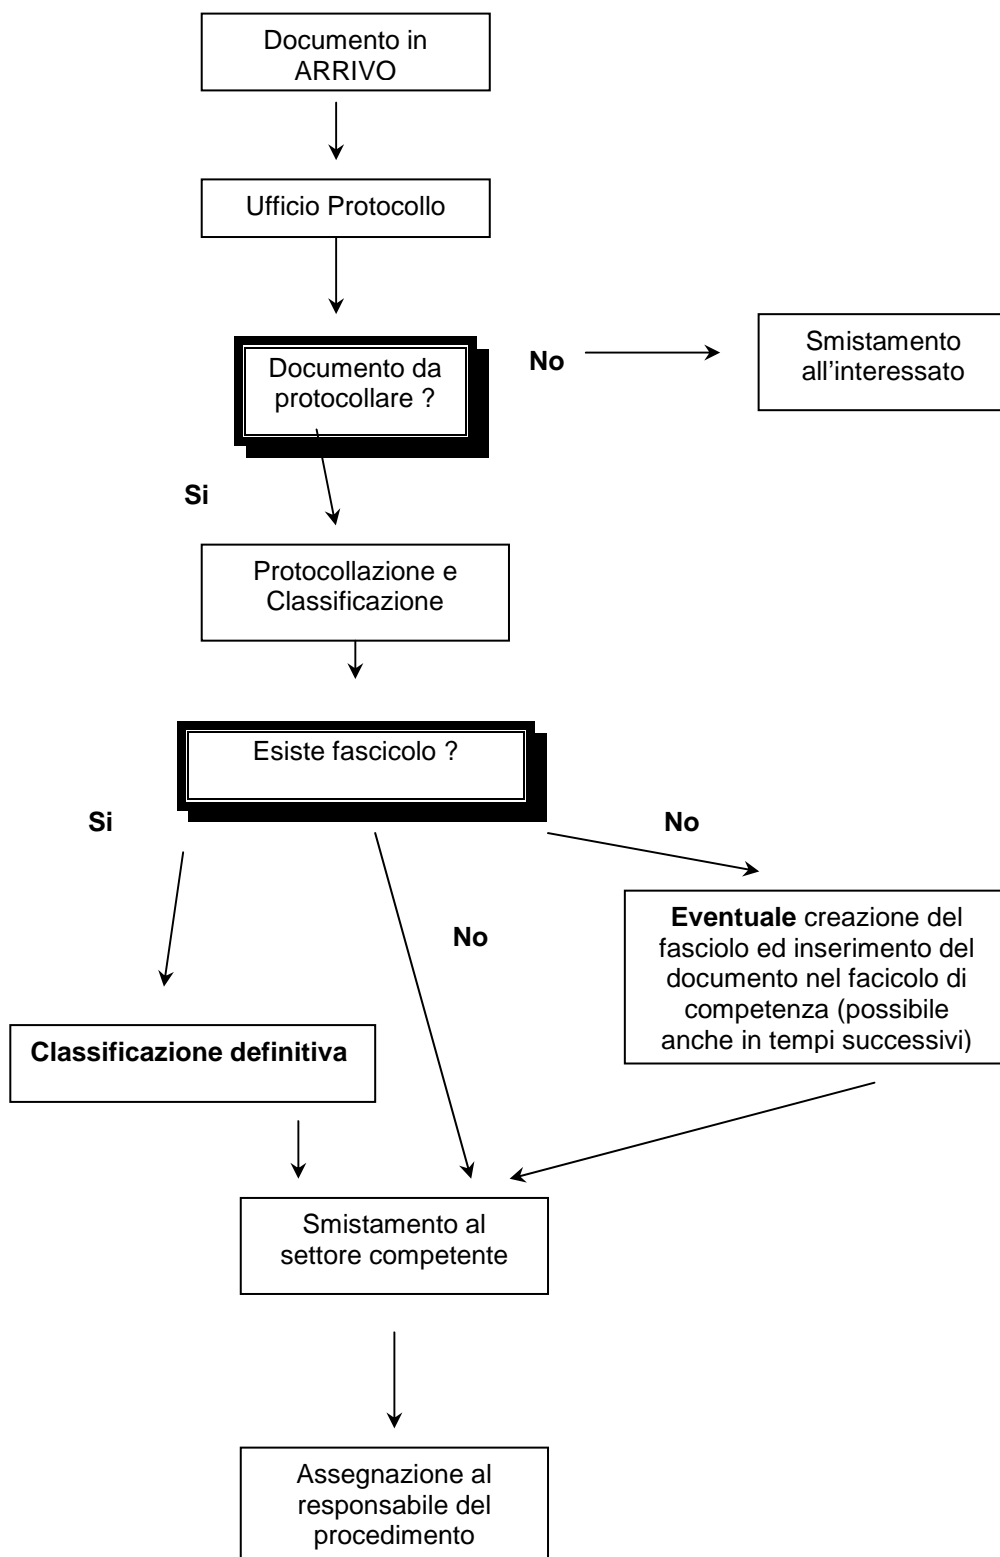 Documento in
ARRIVO
Ufficio Protocollo
Documento da
protocollare ?
No
Smistamento
all’interessato
Si
Protocollazione e
Classificazione
Esiste fascicolo ?
Si
No
No
Eventuale creazione del
fasciolo ed inserimento del
documento nel facicolo di
competenza (possibile
anche in tempi successivi)
Classificazione definitiva
Smistamento al
settore competente
Assegnazione al
responsabile del
procedimento